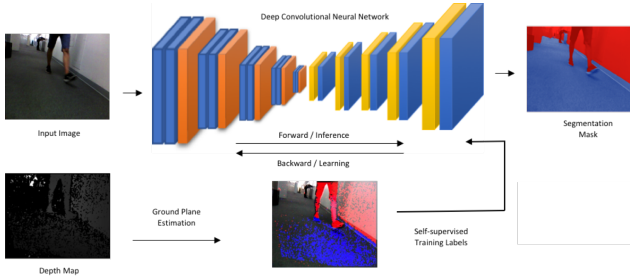 Deep Convolutional Neural Network
Input Image
Segmentation
Mask
Forward / Inference
Backward / Learning
Ground Plane
Estimation
Self-supervised
Training Labels
Depth Map